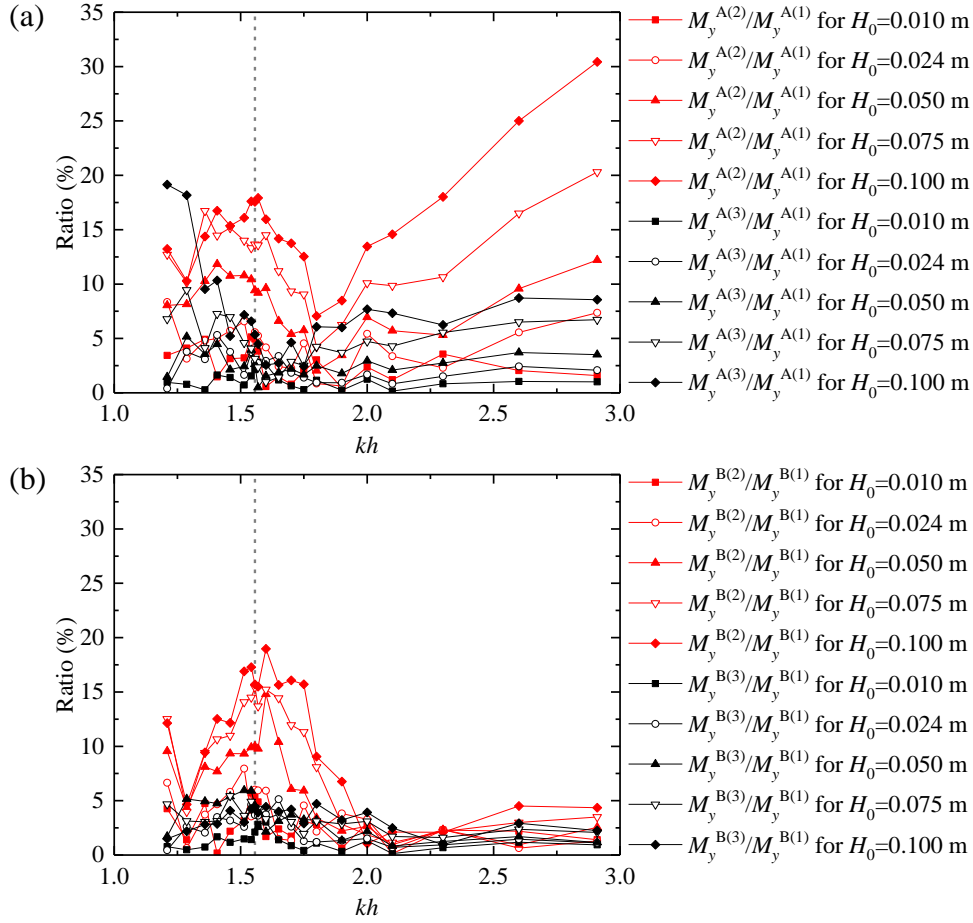 (a)
35
30
25
20
15
10
5
0
Ratio (%)
1.0 1.5 2.0 2.5 3.0
kh
M_y^A(2)/M_y^A(1) for H_0=0.010 m
M_y^A(2)/M_y^A(1) for H_0=0.024 m
M_y^A(2)/M_y^A(1) for H_0=0.050 m
M_y^A(2)/M_y^A(1) for H_0=0.075 m
M_y^A(2)/M_y^A(1) for H_0=0.100 m
M_y^A(3)/M_y^A(1) for H_0=0.010 m
M_y^A(3)/M_y^A(1) for H_0=0.024 m
M_y^A(3)/M_y^A(1) for H_0=0.050 m
M_y^A(3)/M_y^A(1) for H_0=0.075 m
M_y^A(3)/M_y^A(1) for H_0=0.100 m
(b)
35
30
25
20
15
10
5
0
Ratio (%)
1.0 1.5 2.0 2.5 3.0
kh
M_y^B(2)/M_y^B(1) for H_0=0.010 m
M_y^B(2)/M_y^B(1) for H_0=0.024 m
M_y^B(2)/M_y^B(1) for H_0=0.050 m
M_y^B(2)/M_y^B(1) for H_0=0.075 m
M_y^B(2)/M_y^B(1) for H_0=0.100 m
M_y^B(3)/M_y^B(1) for H_0=0.010 m
M_y^B(3)/M_y^B(1) for H_0=0.024 m
M_y^B(3)/M_y^B(1) for H_0=0.050 m
M_y^B(3)/M_y^B(1) for H_0=0.075 m
M_y^B(3)/M_y^B(1) for H_0=0.100 m